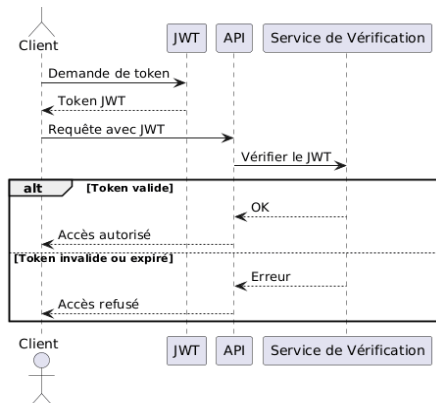 Client
JWT
API
Service de Vérification
Demande de token
Token JWT
Requête avec JWT
Vérifier le JWT
alt
[Token valide]
OK
Accès autorisé
[Token invalide ou expiré]
Erreur
Accès refusé
Client
JWT
API
Service de Vérification